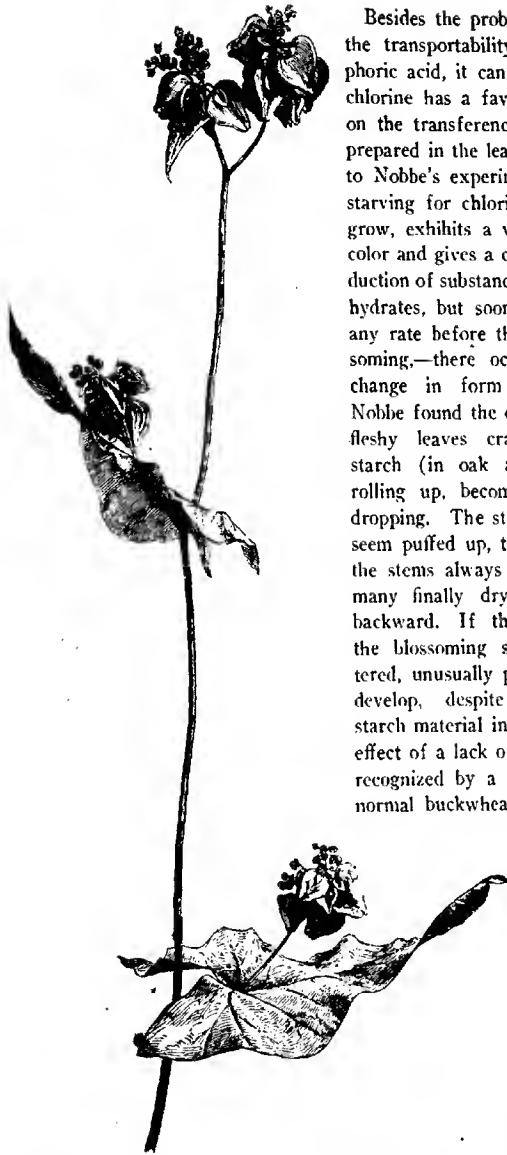 Besides the prob
the transportability
phoric acid, it can
chlorine has a fav
on the transferenc
prepared in the lea
to Nobbe's experin
starving for chlori
grow, exhihits a v
color and gives a c
duction of substanc
hydrates, but soon
any rate before th
soming,—there oc
change in form
Nobbe found the
fleshy leaves cra
starch (in oak a
rolling up, becom
dropping. The st
seem puffed up, t
the stems always
many finally dry
backward. If th
the blossoming s
tered, unusually p
develop, despite
starch material in
effect of a lack o
recognized by a
normal buckwhea